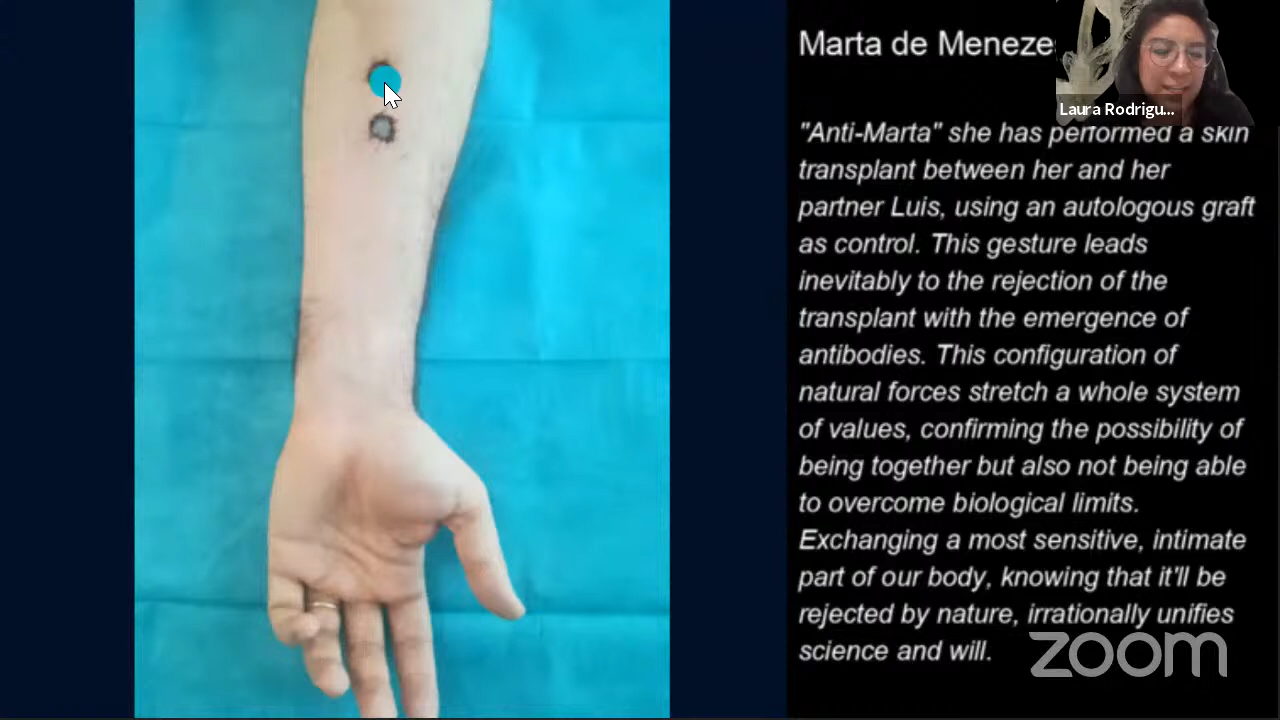 Marta de Meneze
Laura Rodrigu...
"Anti-Marta" she has performed a skin
transplant between her and her
partner Luis, using an autologous graft
as control. This gesture leads
inevitably to the rejection of the
transplant with the emergence of
antibodies. This configuration of
natural forces stretch a whole system
of values, confirming the possibility of
being together but also not being able
to overcome biological limits.
Exchanging a most sensitive, intimate
part of our body, knowing that it'll be
rejected by nature, irrationally unifies
science and will.
zoom